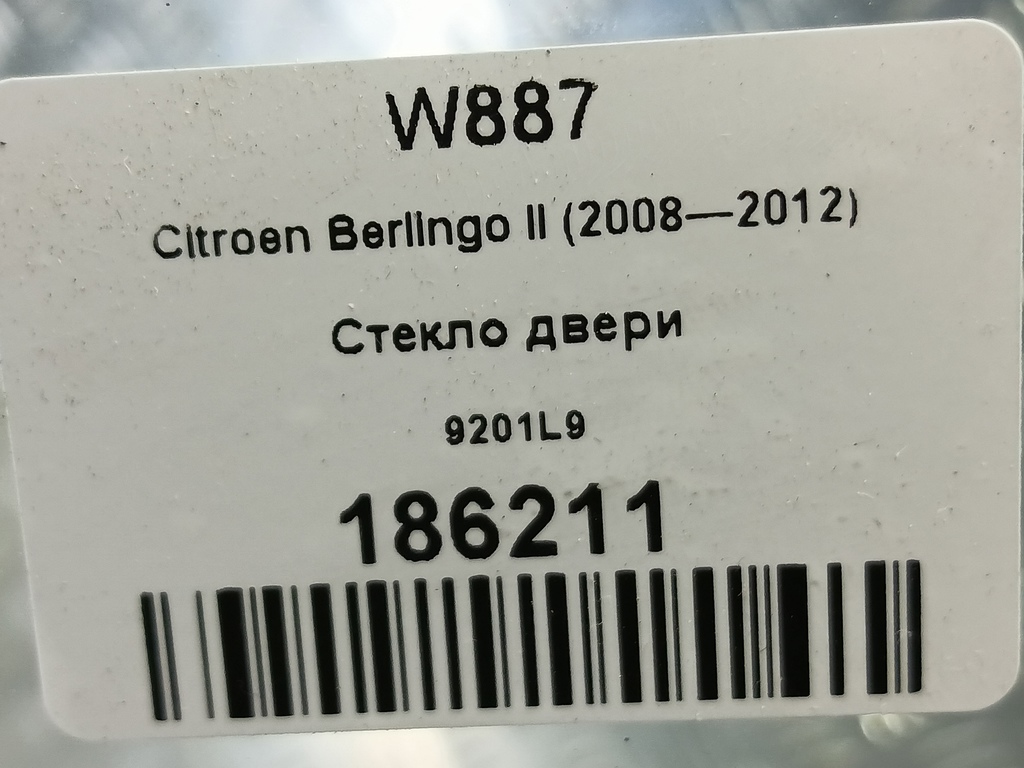 W887
Citroen Berlingo II (2008—2012)
Стекло двери
9201L9
186211